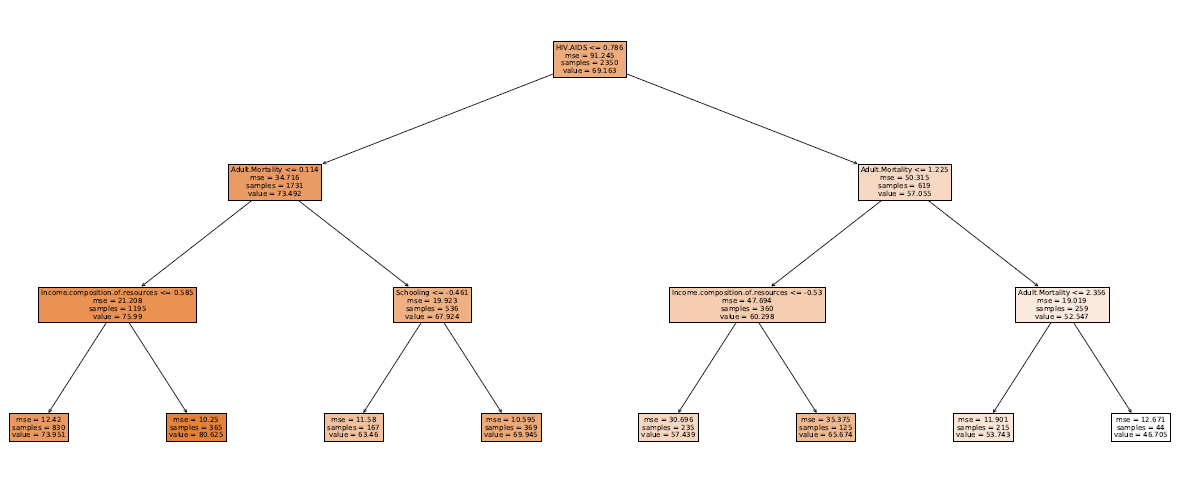 HIV.AIDS <= 0.786
mse = 91.245
samples = 2350
value = 69.163
Adult.Mortality <= 0.114
mse = 34.716
samples = 1731
value = 73.492
Adult.Mortality <= 1.225
mse = 50.315
samples = 619
value = 57.055
Income.composition.of.resources <= 0.585
mse = 21.208
samples = 1195
value = 75.99
Schooling <= -0.461
mse = 19.923
samples = 536
value = 67.924
Income.composition.of.resources <= -0.53
mse = 47.694
samples = 360
value = 60.298
Adult.Mortality <= 2.356
mse = 19.019
samples = 259
value = 52.547
mse = 12.42
samples = 830
value = 73.951
mse = 10.25
samples = 365
value = 80.625
mse = 11.58
samples = 167
value = 63.46
mse = 10.595
samples = 369
value = 69.945
mse = 30.696
samples = 235
value = 57.439
mse = 35.375
samples = 125
value = 65.674
mse = 11.901
samples = 215
value = 53.743
mse = 12.671
samples = 44
value = 46.705